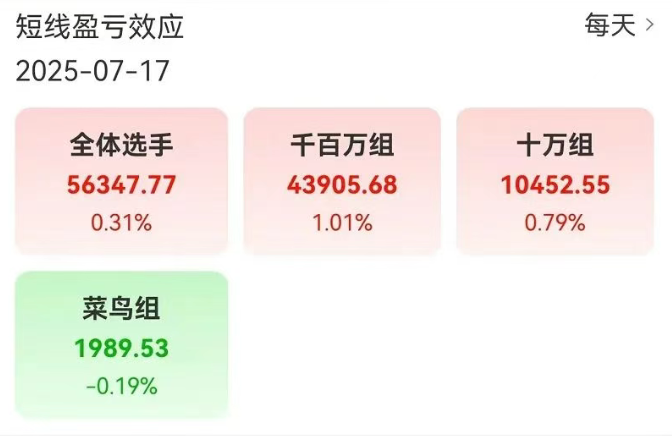 短线盈亏效应
每天 >
2025-07-17
全体选手
56347.77
0.31%
千百万组
43905.68
1.01%
十万组
10452.55
0.79%
菜鸟组
1989.53
-0.19%